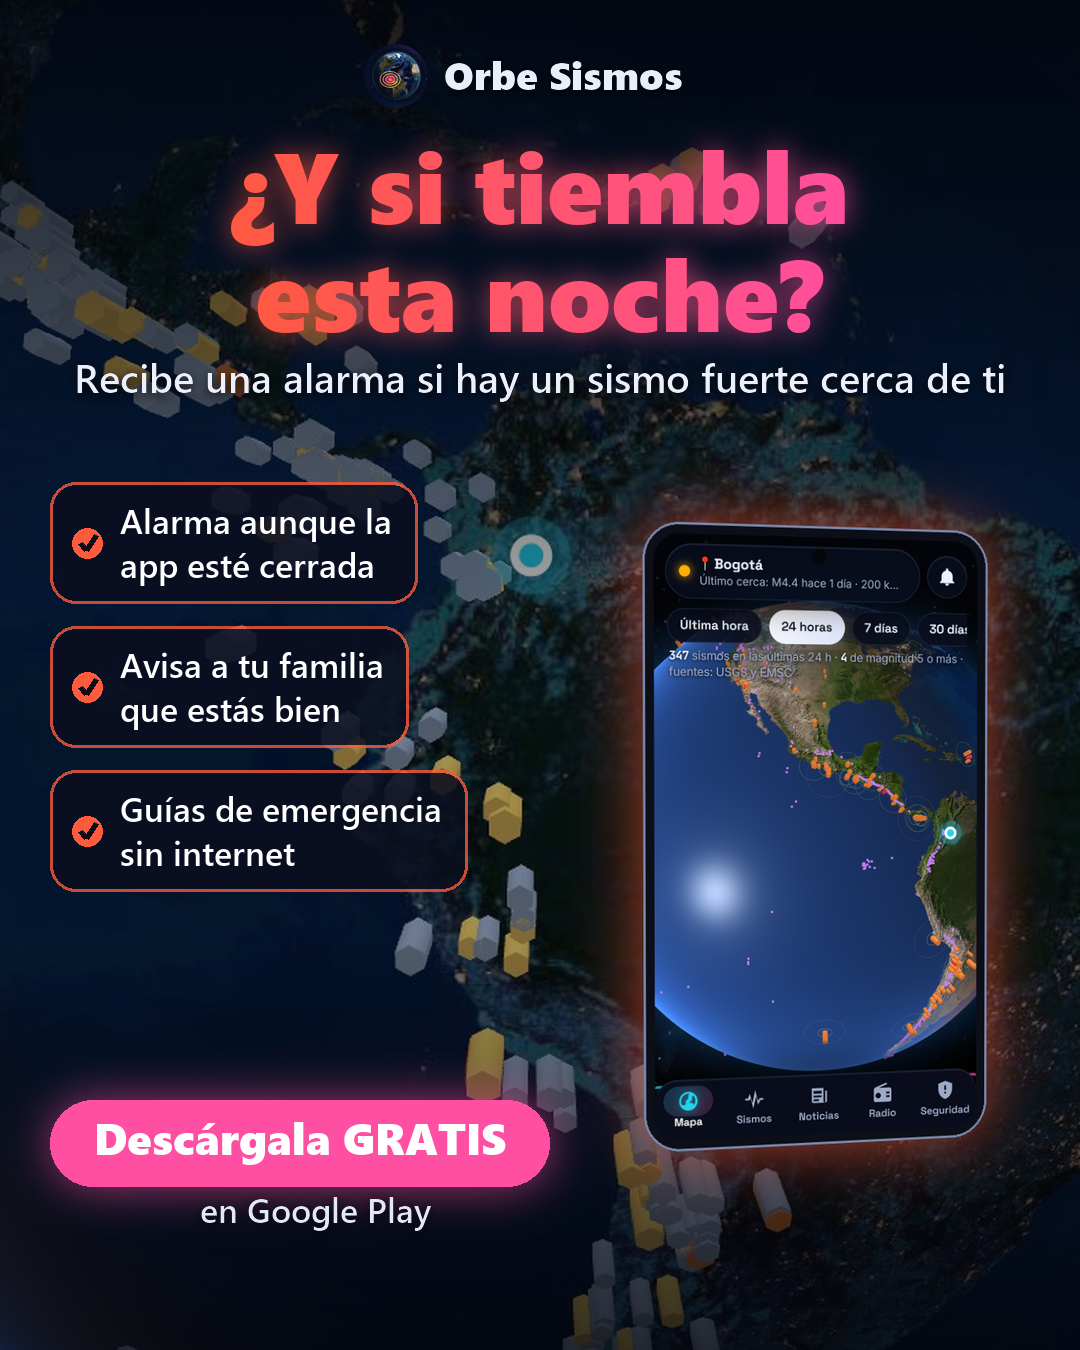 Orbe Sismos
¿Y si tiembla
esta noche?
Recibe una alarma si hay un sismo fuerte cerca de ti
Alarma aunque la
app esté cerrada
Avisa a tu familia
que estás bien
Guías de emergencia
sin internet
Bogotá
Último cerca: M4.4 hace 1 día · 200 k...
Última hora
24 horas
7 días
30 días
347 sismos en las últimas 24 h · 4 de magnitud 5 o más ·
fuentes: USGS y EMSC
Mapa
Sismos
Noticias
Radio
Seguridad
Descárgala GRATIS
en Google Play